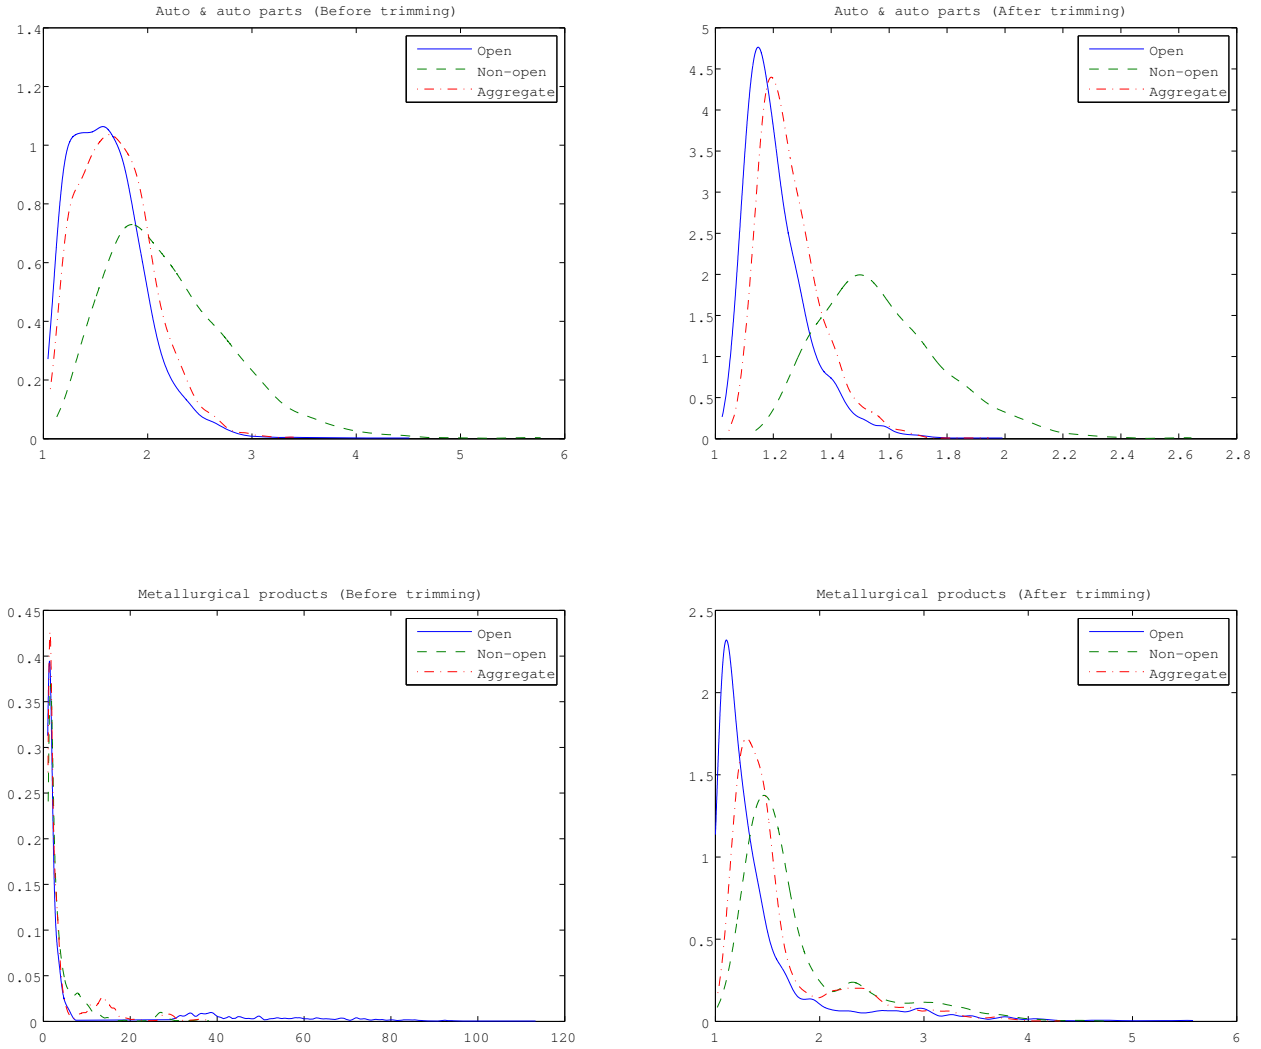 Auto & auto parts (Before trimming)
1.4
1.2
1
0.8
0.6
0.4
0.2
0
1 2 3 4 5 6
Open
Non-open
Aggregate
Auto & auto parts (After trimming)
5
4.5
4
3.5
3
2.5
2
1.5
1
0.5
0
1 1.2 1.4 1.6 1.8 2 2.2 2.4 2.6 2.8
Open
Non-open
Aggregate
Metallurgical products (Before trimming)
0.45
0.4
0.35
0.3
0.25
0.2
0.15
0.1
0.05
0
0 20 40 60 80 100 120
Open
Non-open
Aggregate
Metallurgical products (After trimming)
2.5
2
1.5
1
0.5
0
1 2 3 4 5 6
Open
Non-open
Aggregate